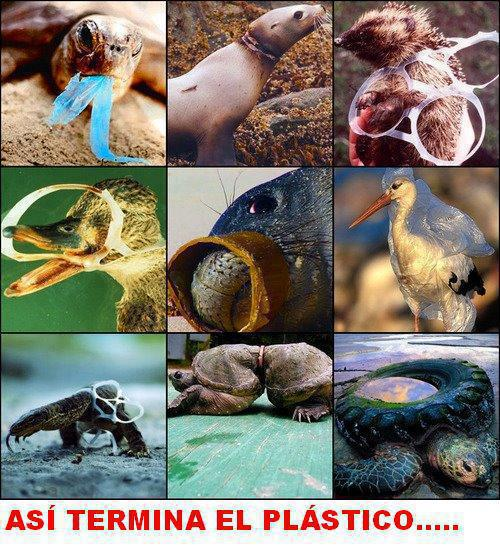 ASÍ TERMINA EL PLÁSTICO.....